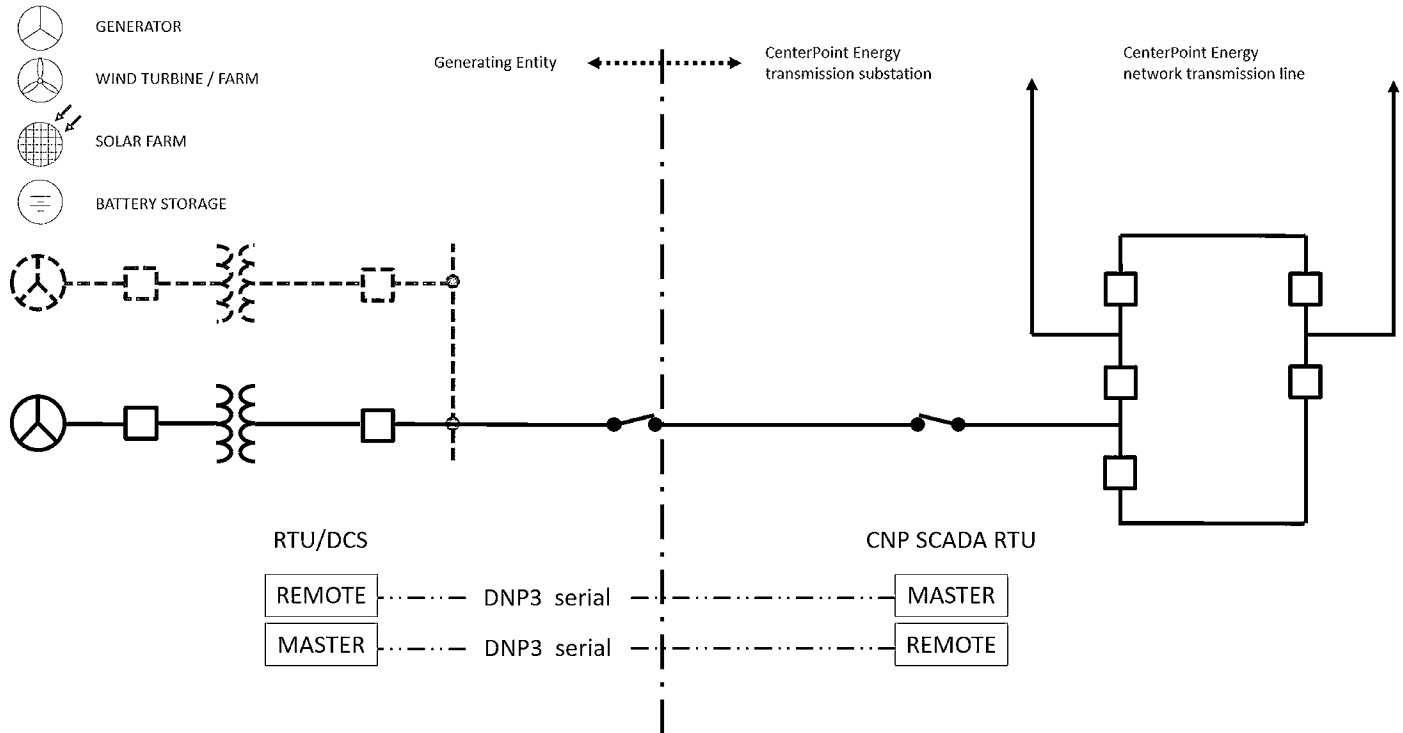 GENERATOR
WIND TURBINE / FARM
SOLAR FARM
BATTERY STORAGE
Generating Entity
CenterPoint Energy
transmission substation
CenterPoint Energy
network transmission line
RTU/DCS
CNP SCADA RTU
REMOTE
DNP3 serial
MASTER
MASTER
DNP3 serial
REMOTE